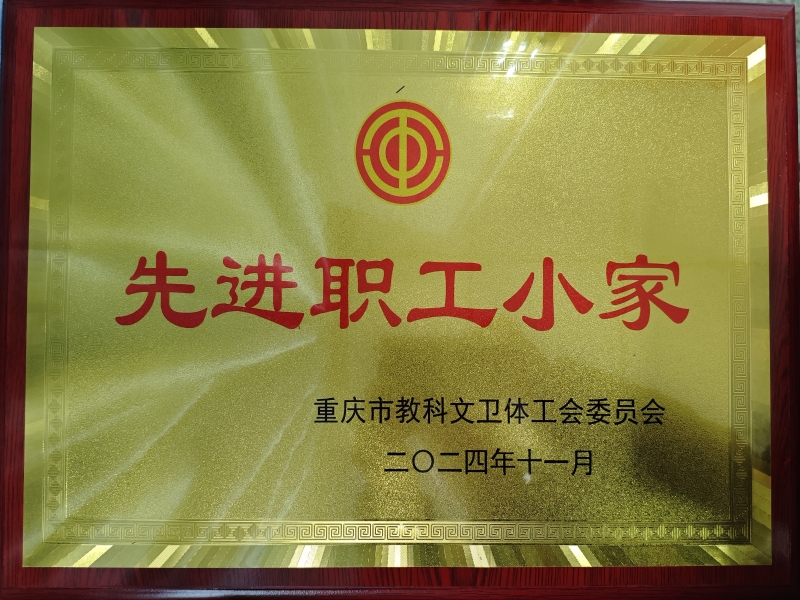 先进职工小家
重庆市教科文卫体工会委员会
二〇二四年十一月